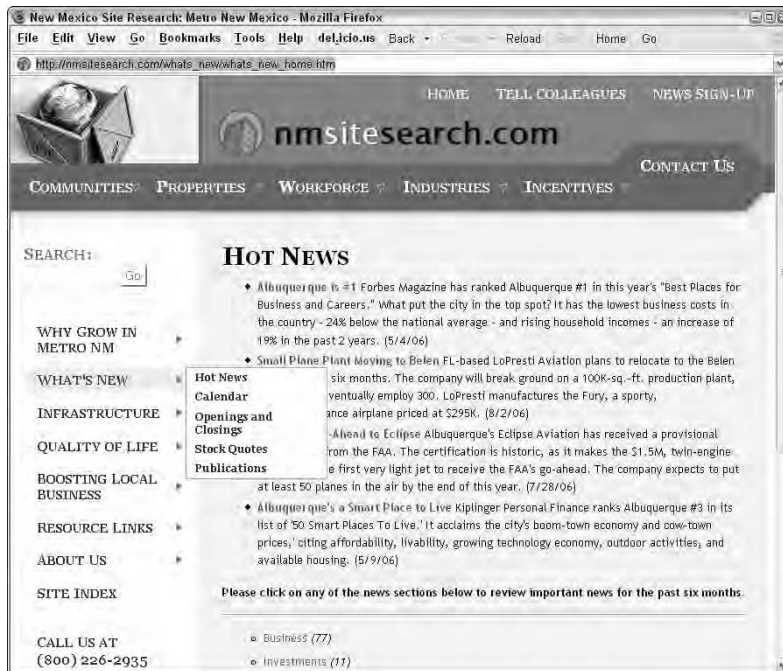 New Mexico Site Research: Metro New Mexico - Mozilla Firefox
File Edit View Go Bookmarks Tools Help del.icio.us Back Reload Home Go
http://nmsitesearch.com/whats_new/whats_new_home.htm
HOME TELL COLLEAGUES NEWS SIGN-UP
nmsitesearch.com
CONTACT US
COMMUNITIES PROPERTIES WORKFORCE INDUSTRIES INCENTIVES
SEARCH:
Go
HOT NEWS
Albuquerque is #1 Forbes Magazine has ranked Albuquerque #1 in this year's "Best Places for
Business and Careers." What put the city in the top spot? It has the lowest business costs in
the country - 24% below the national average - and rising household incomes - an increase of
19% in the past 2 years. (5/4/06)
Small Plane Plant Moving to Belen FL-based LoPresti Aviation plans to relocate to the Belen
six months. The company will break ground on a 100K-sq.-ft. production plant,
ventually employ 300. LoPresti manufactures the Fury, a sporty,
ance airplane priced at $295K. (8/2/06)
-Ahead to Eclipse Albuquerque's Eclipse Aviation has received a provisional
rom the FAA. The certification is historic, as it makes the $1.5M, twin-engine
e first very light jet to receive the FAA's go-ahead. The company expects to put
at least 50 planes in the air by the end of this year. (7/28/06)
Albuquerque's a Smart Place to Live Kiplinger Personal Finance ranks Albuquerque #3 in its
list of '50 Smart Places To Live.' It acclaims the city's boom-town economy and cow-town
prices,' citing affordability, livability, growing technology economy, outdoor activities, and
available housing. (5/9/06)
Please click on any of the news sections below to review important news for the past six months.
Business (77)
Investments (11)
WHY GROW IN
METRO NM
WHAT'S NEW
Hot News
Calendar
Openings and
Closings
Stock Quotes
Publications
INFRASTRUCTURE
QUALITY OF LIFE
BOOSTING LOCAL
BUSINESS
RESOURCE LINKS
ABOUT US
SITE INDEX
CALL US AT
(800) 226-2935